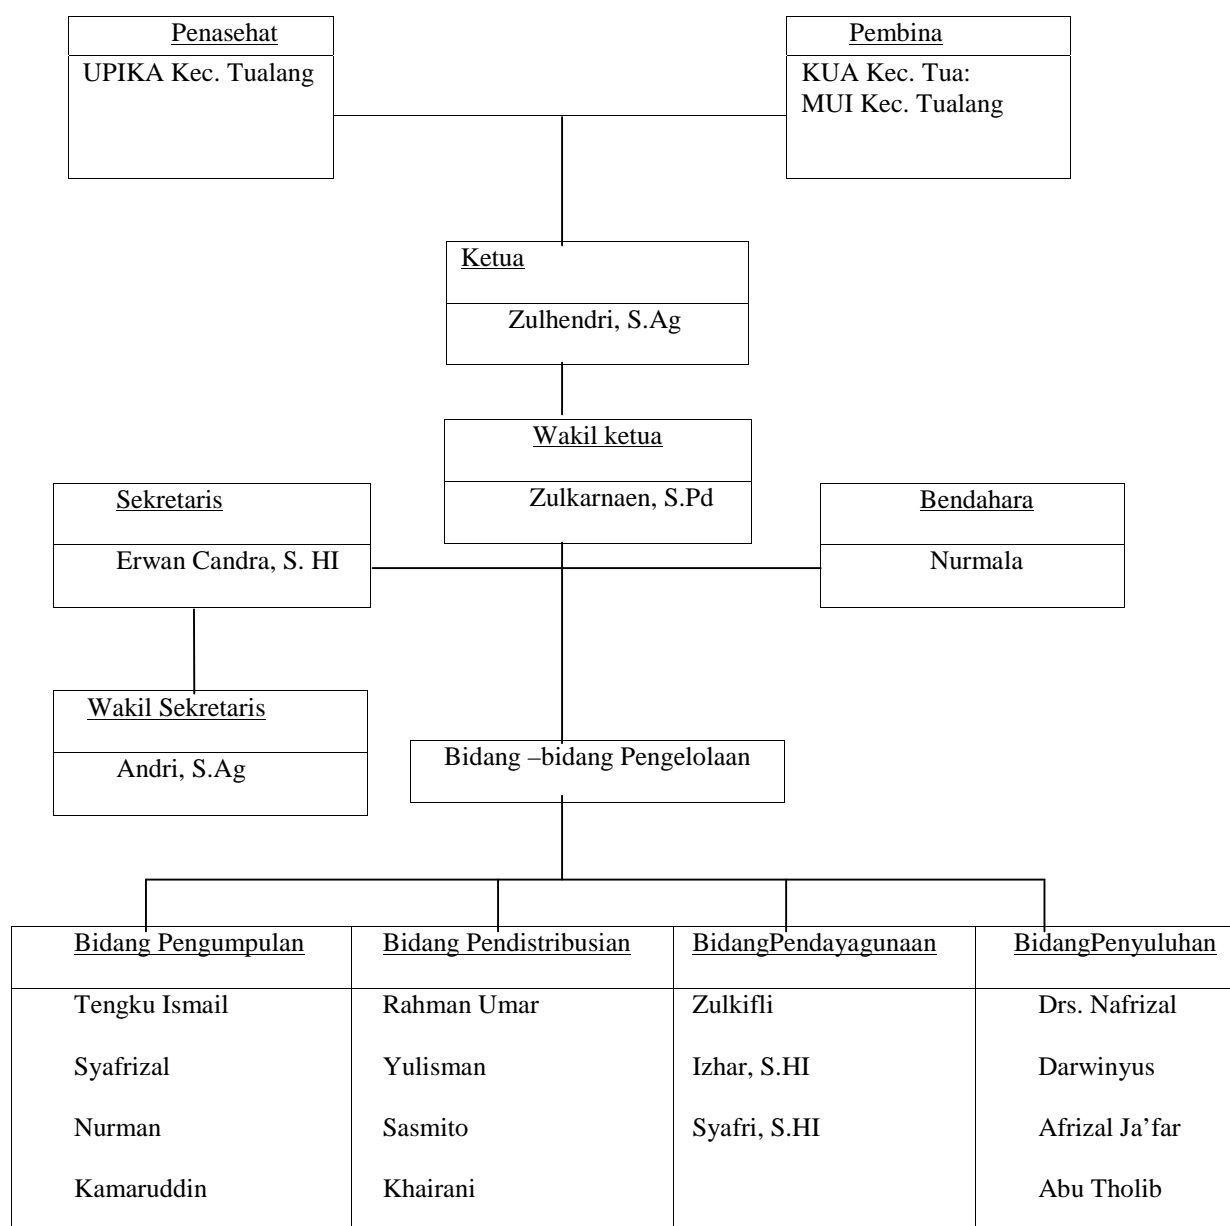 Penasehat
UPIKA Kec. Tualang
Pembina
KUA Kec. Tua:
MUI Kec. Tualang
Ketua
Zulhendri, S.Ag
Wakil ketua
Zulkarnaen, S.Pd
Sekretaris
Erwan Candra, S. HI
Bendahara
Nurmala
Wakil Sekretaris
Andri, S.Ag
Bidang –bidang Pengelolaan
Bidang Pengumpulan
Tengku Ismail
Syafrizal
Nurman
Kamaruddin
Bidang Pendistribusian
Rahman Umar
Yulisman
Sasmito
Khairani
BidangPendayagunaan
Zulkifli
Izhar, S.HI
Syafri, S.HI
BidangPenyuluhan
Drs. Nafrizal
Darwinyus
Afrizal Ja’far
Abu Tholib